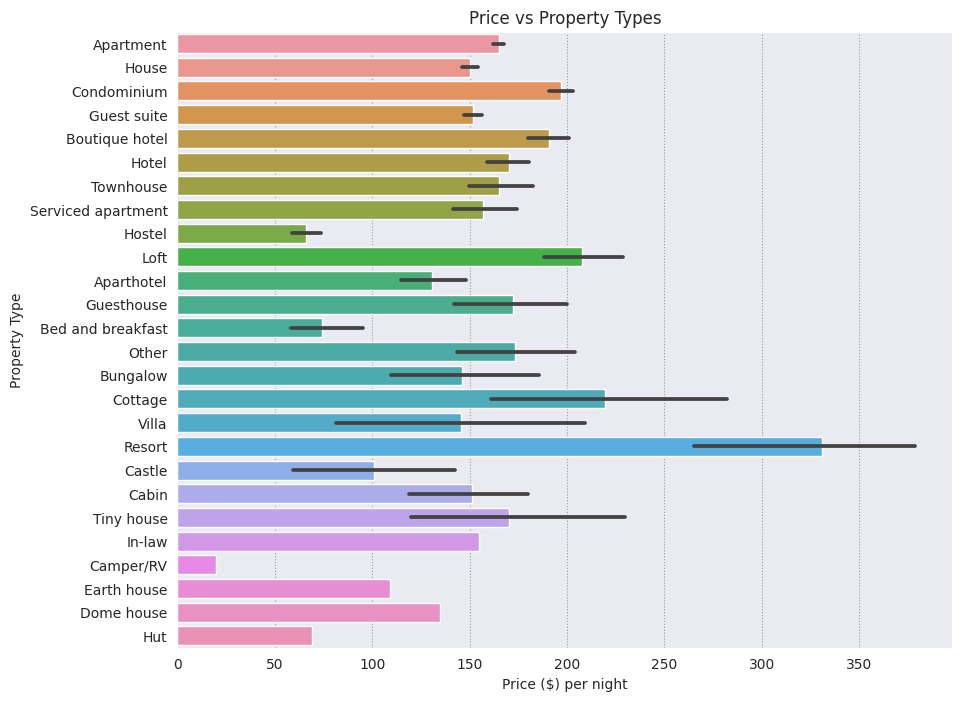 Price vs Property Types
Property Type
Apartment
House
Condominium
Guest suite
Boutique hotel
Hotel
Townhouse
Serviced apartment
Hostel
Loft
Aparthotel
Guesthouse
Bed and breakfast
Other
Bungalow
Cottage
Villa
Resort
Castle
Cabin
Tiny house
In-law
Camper/RV
Earth house
Dome house
Hut
0 50 100 150 200 250 300 350
Price ($) per night